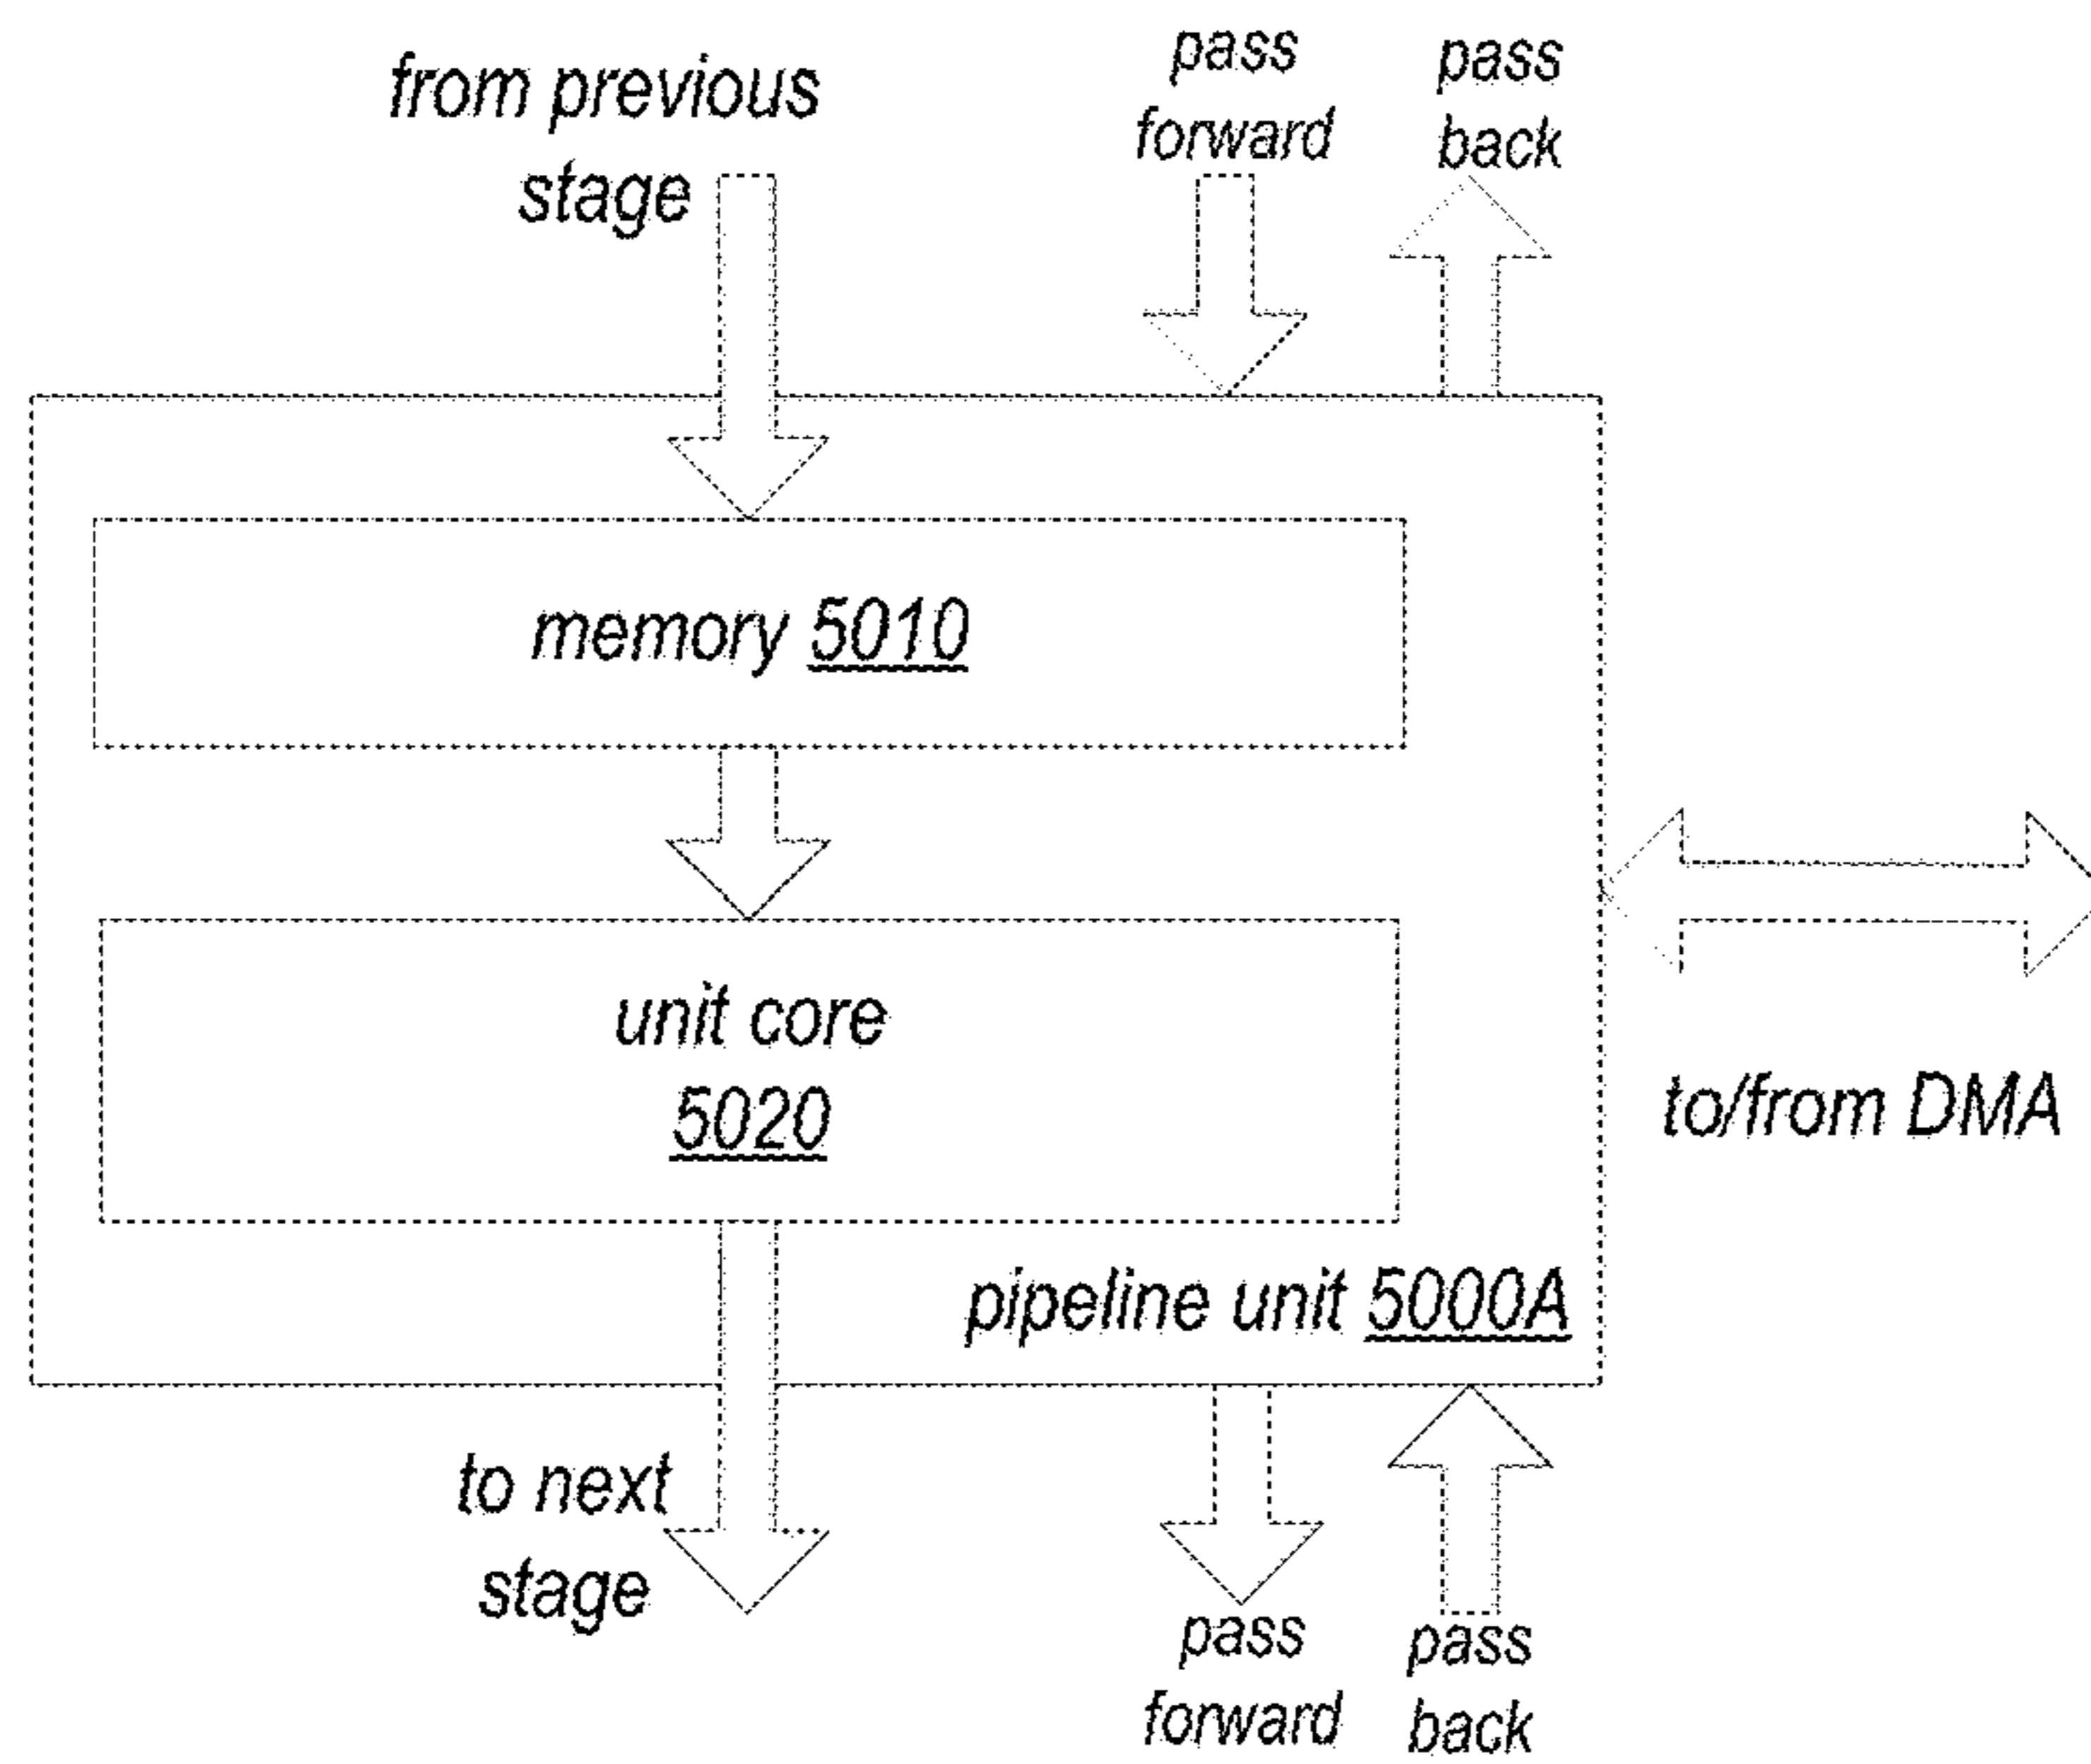 from previous
stage
pass
forward
pass
back
memory 5010
unit core
5020
to/from DMA
pipeline unit 5000A
to next
stage
pass
forward
pass
back